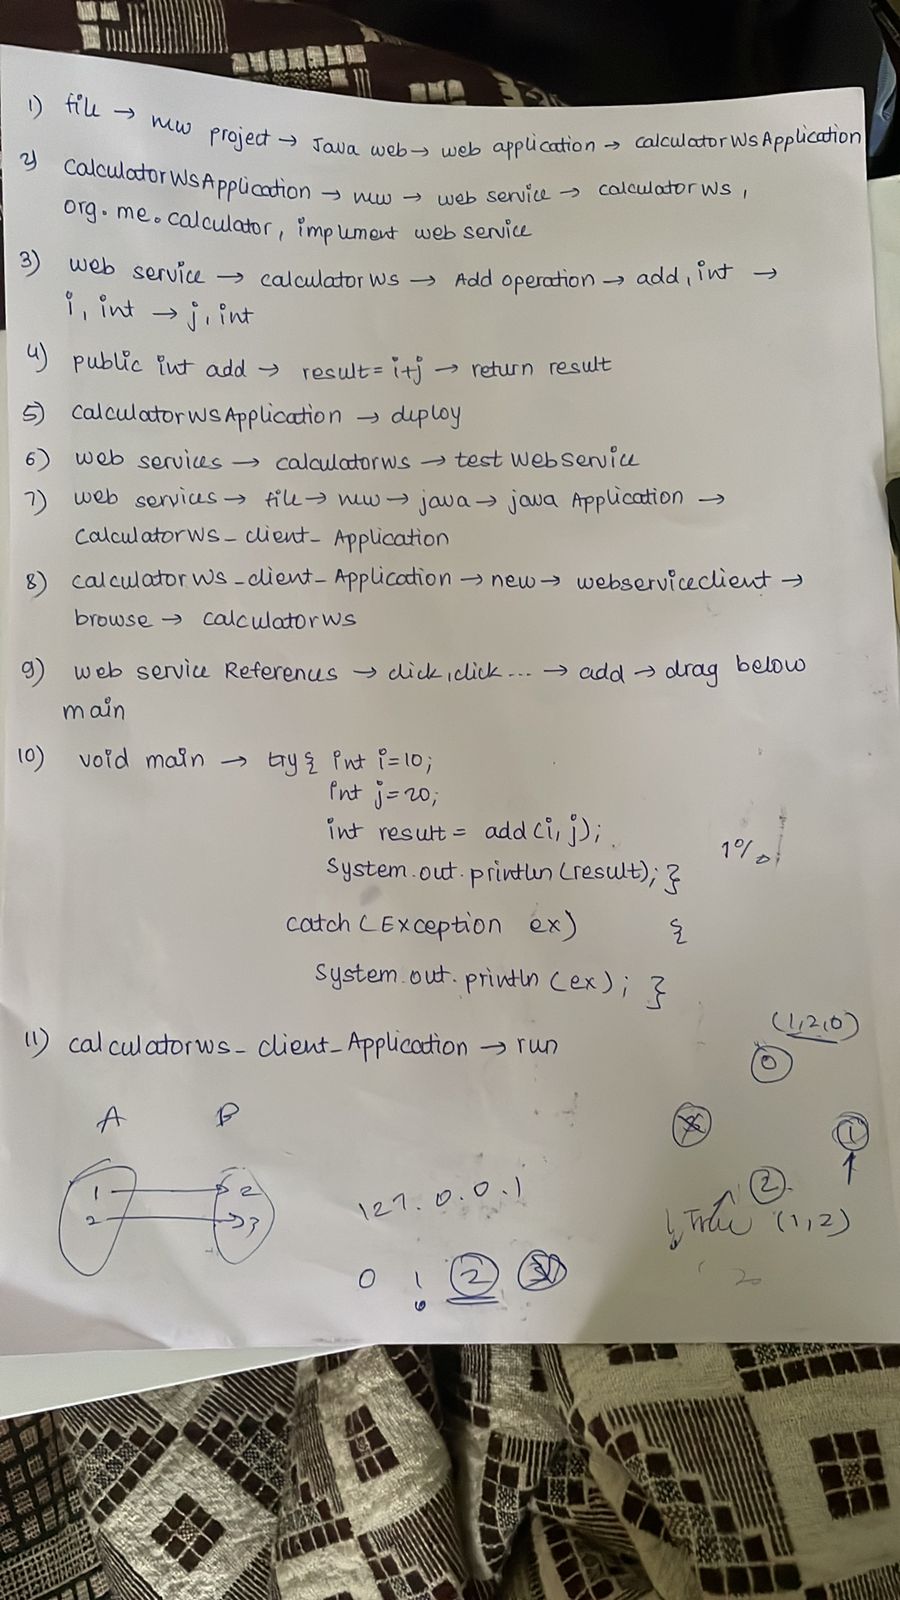 1) file → new project → Java web → web application → calculatorWsApplication
2) CalculatorWsApplication → new → web service → calculatorws,
org.me.calculator, implement web service
3) web service → calculatorws → Add operation → add, int →
i, int → j, int
4) public int add → result = i+j → return result
5) calculatorwsApplication → deploy
6) web services → calculatorws → test webservice
7) web services → file → new → java → java Application →
Calculatorws_client_Application
8) calculatorws_client_Application → new → webserviceclient →
browse → calculatorws
9) web service References → click, click... → add → drag below
main
10) void main → try { int i=10;
int j=20;
int result = add(i, j);
System.out.println(result); }
1%
catch (Exception ex) {
System.out.println(ex); }
(1,2,0)
0
11) calculatorws_client_Application → run
A B
1
1 → 2
2 → 3
2
127.0.0.1
True (1,2)
0 1 2 3
20